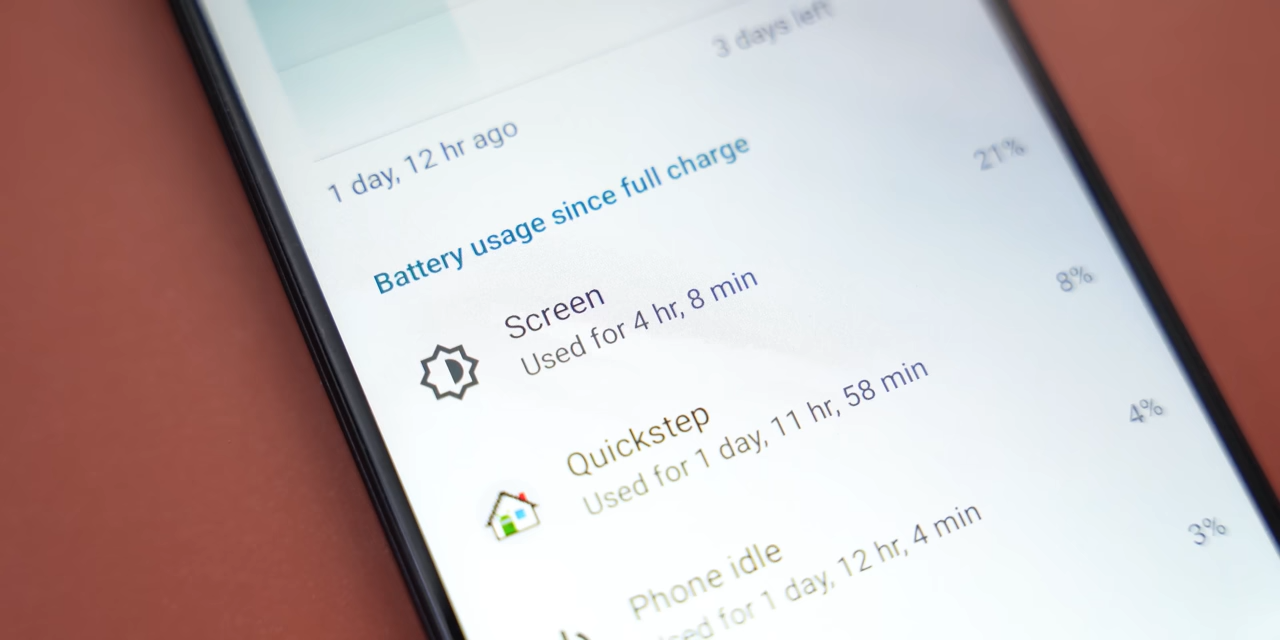 3 days left
1 day, 12 hr ago
Battery usage since full charge
Screen
21%
Used for 4 hr, 8 min
Quickstep
8%
Used for 1 day, 11 hr, 58 min
Phone idle
4%
for 1 day, 12 hr, 4 min
3%